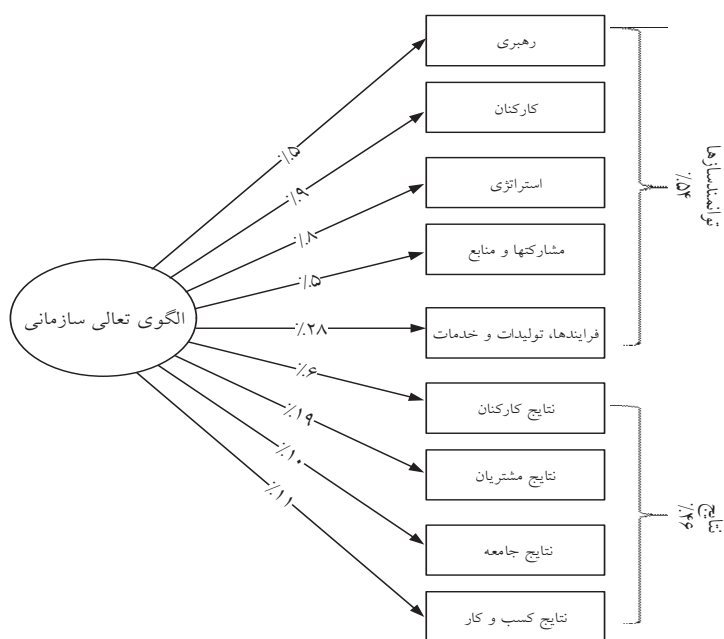 رهبری
کارکنان
استراتژی
مشارکتها و منابع
فرایندها، تولیدات و خدمات
نتایج کارکنان
نتایج مشتریان
نتایج جامعه
نتایج کسب و کار
توانمندسازها
٪۵۴
نتایج
٪۴۶
الگوی تعالی سازمانی
٪۵
٪۹
٪۸
٪۵
٪۲۸
٪۶
٪۱۹
٪۱۰
٪۱۱